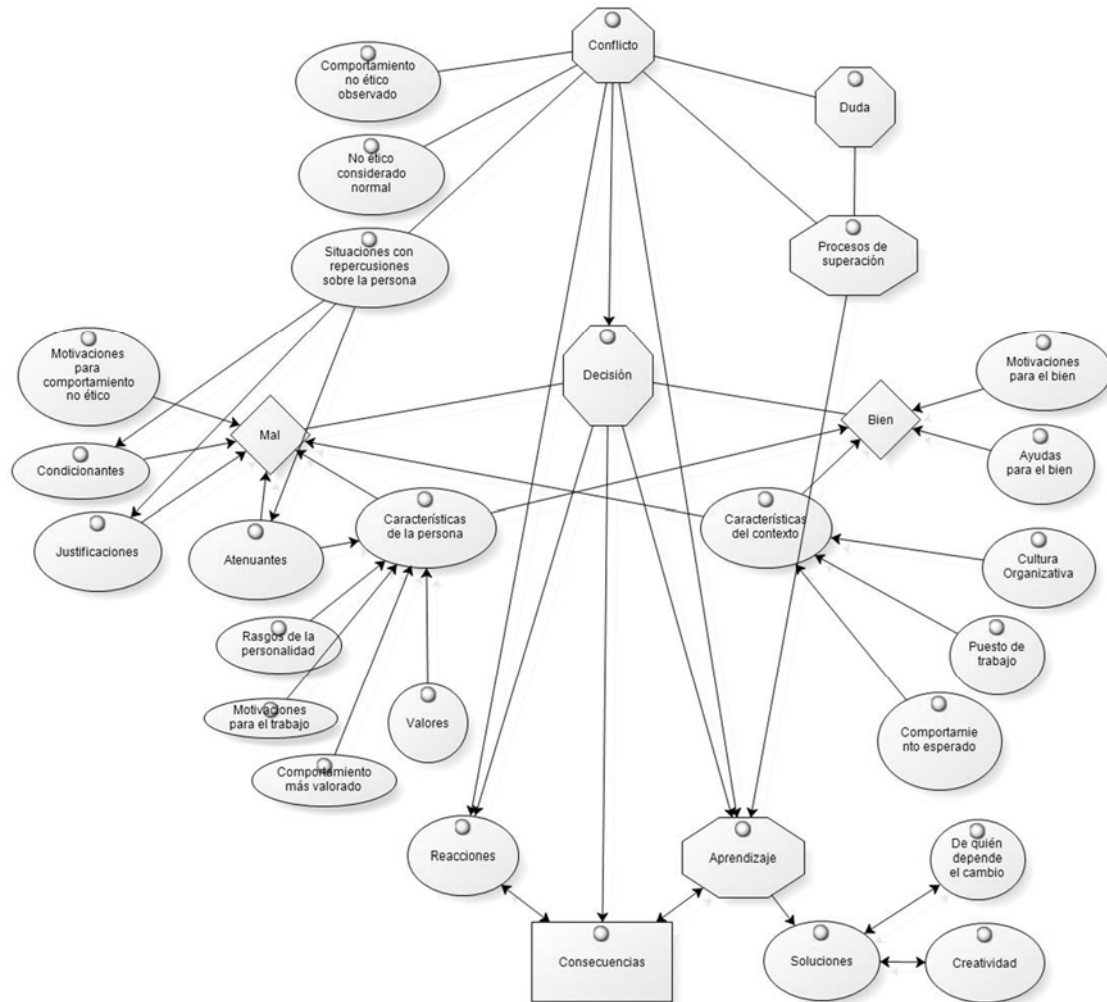 Conflicto
Comportamiento
no ético
observado
Duda
No ético
considerado
normal
Situaciones con
repercusiones
sobre la persona
Procesos de
superación
Motivaciones
para
comportamiento
no ético
Decisión
Motivaciones
para el bien
Mal
Bien
Condicionantes
Ayudas
para el bien
Justificaciones
Atenuantes
Características
de la persona
Características
del contexto
Cultura
Organizativa
Rasgos de la
personalidad
Puesto de
trabajo
Motivaciones
para el trabajo
Valores
Comportamie
nto esperado
Comportamiento
más valorado
Reacciones
Aprendizaje
De quién
depende
el cambio
Consecuencias
Soluciones
Creatividad